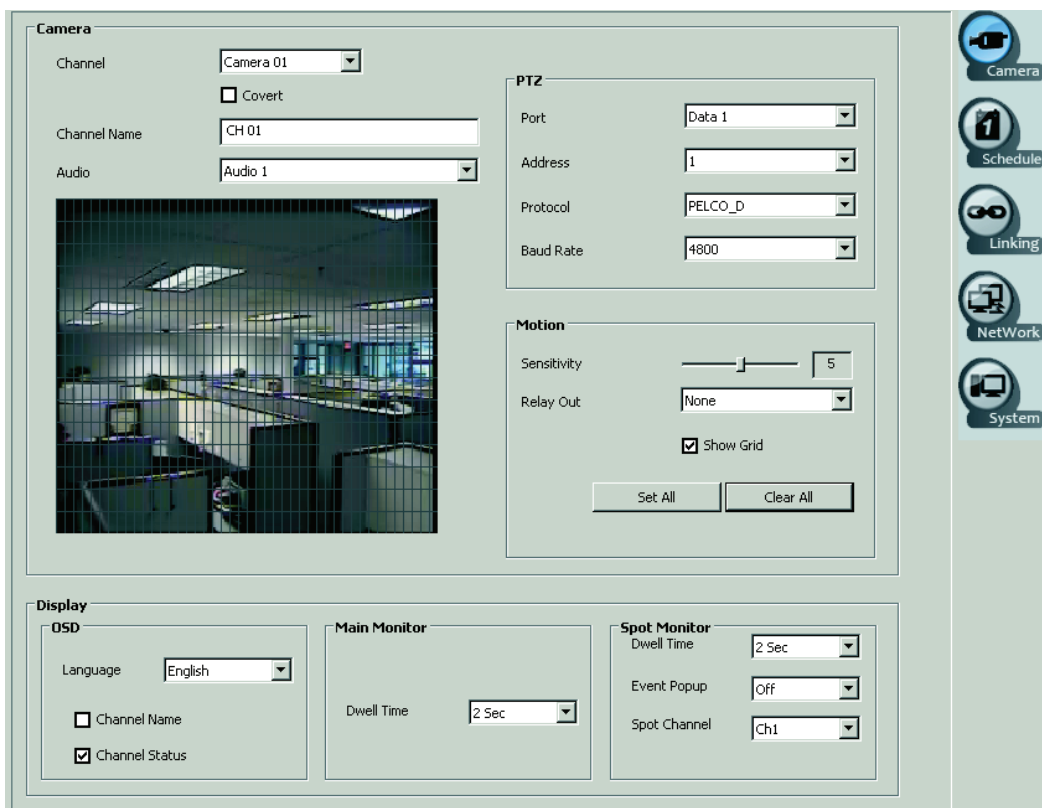 Camera
Channel
Camera 01
Covert
Channel Name
CH 01
Audio
Audio 1
PTZ
Port
Data 1
Address
1
Protocol
PELCO_D
Baud Rate
4800
Motion
Sensitivity
5
Relay Out
None
Show Grid
Set All
Clear All
Display
OSD
Language
English
Channel Name
Channel Status
Main Monitor
Dwell Time
2 Sec
Spot Monitor
Dwell Time
2 Sec
Event Popup
Off
Spot Channel
Ch1
Camera
1
Schedule
Linking
NetWork
System